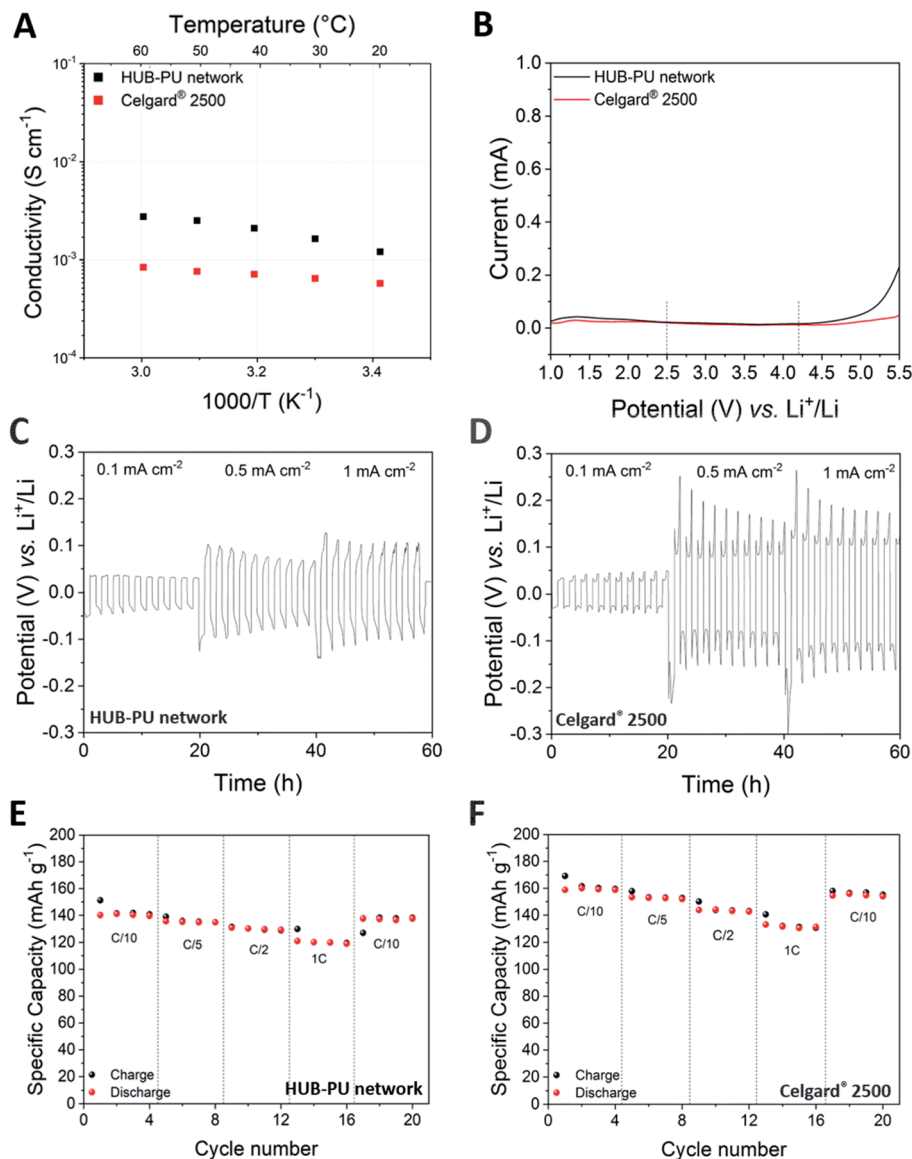 A
Temperature (°C)
60 50 40 30 20
HUB-PU network
Celgard® 2500
Conductivity (S cm⁻¹)
10⁻¹
10⁻²
10⁻³
10⁻⁴
3.0 3.2 3.4
1000/T (K⁻¹)
B
HUB-PU network
Celgard® 2500
Current (mA)
1.0
0.8
0.6
0.4
0.2
0.0
1.0 1.5 2.0 2.5 3.0 3.5 4.0 4.5 5.0 5.5
Potential (V) vs. Li⁺/Li
C
0.1 mA cm⁻² 0.5 mA cm⁻² 1 mA cm⁻²
Potential (V) vs. Li⁺/Li
0.3
0.2
0.1
0.0
-0.1
-0.2
-0.3
HUB-PU network
0 20 40 60
Time (h)
D
0.1 mA cm⁻² 0.5 mA cm⁻² 1 mA cm⁻²
Potential (V) vs. Li⁺/Li
0.3
0.2
0.1
0.0
-0.1
-0.2
-0.3
Celgard® 2500
0 20 40 60
Time (h)
E
Specific Capacity (mAh g⁻¹)
200
180
160
140
120
100
80
60
40
20
0
C/10 C/5 C/2 1C C/10
Charge
Discharge
HUB-PU network
0 4 8 12 16 20
Cycle number
F
Specific Capacity (mAh g⁻¹)
200
180
160
140
120
100
80
60
40
20
0
C/10 C/5 C/2 1C C/10
Charge
Discharge
Celgard® 2500
0 4 8 12 16 20
Cycle number